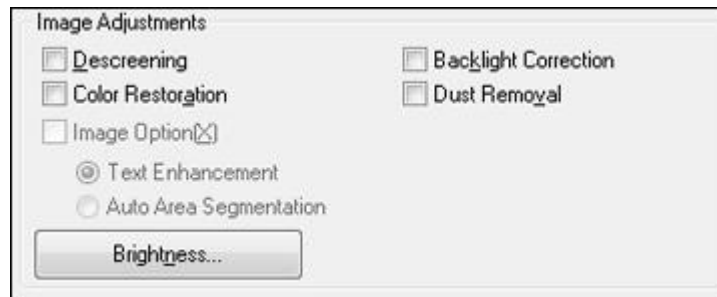 Image Adjustments
Descreening
Backlight Correction
Color Restoration
Dust Removal
Image Option(X)
Text Enhancement
Auto Area Segmentation
Brightness...